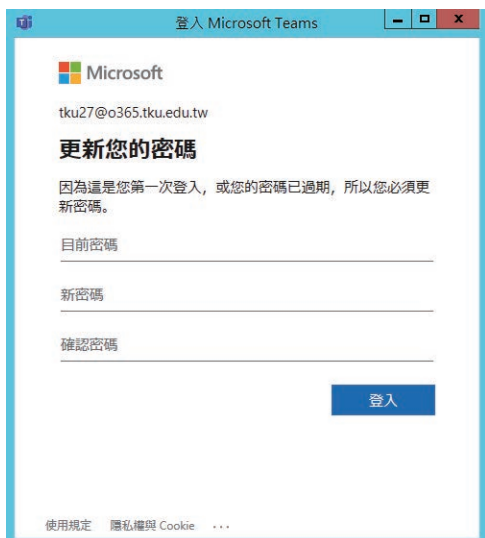 登入 Microsoft Teams
Microsoft
tku27@o365.tku.edu.tw
更新您的密碼
因為這是您第一次登入，或您的密碼已過期，所以您必須更
新密碼。
目前密碼
新密碼
確認密碼
登入
使用規定 隱私權與 Cookie ...